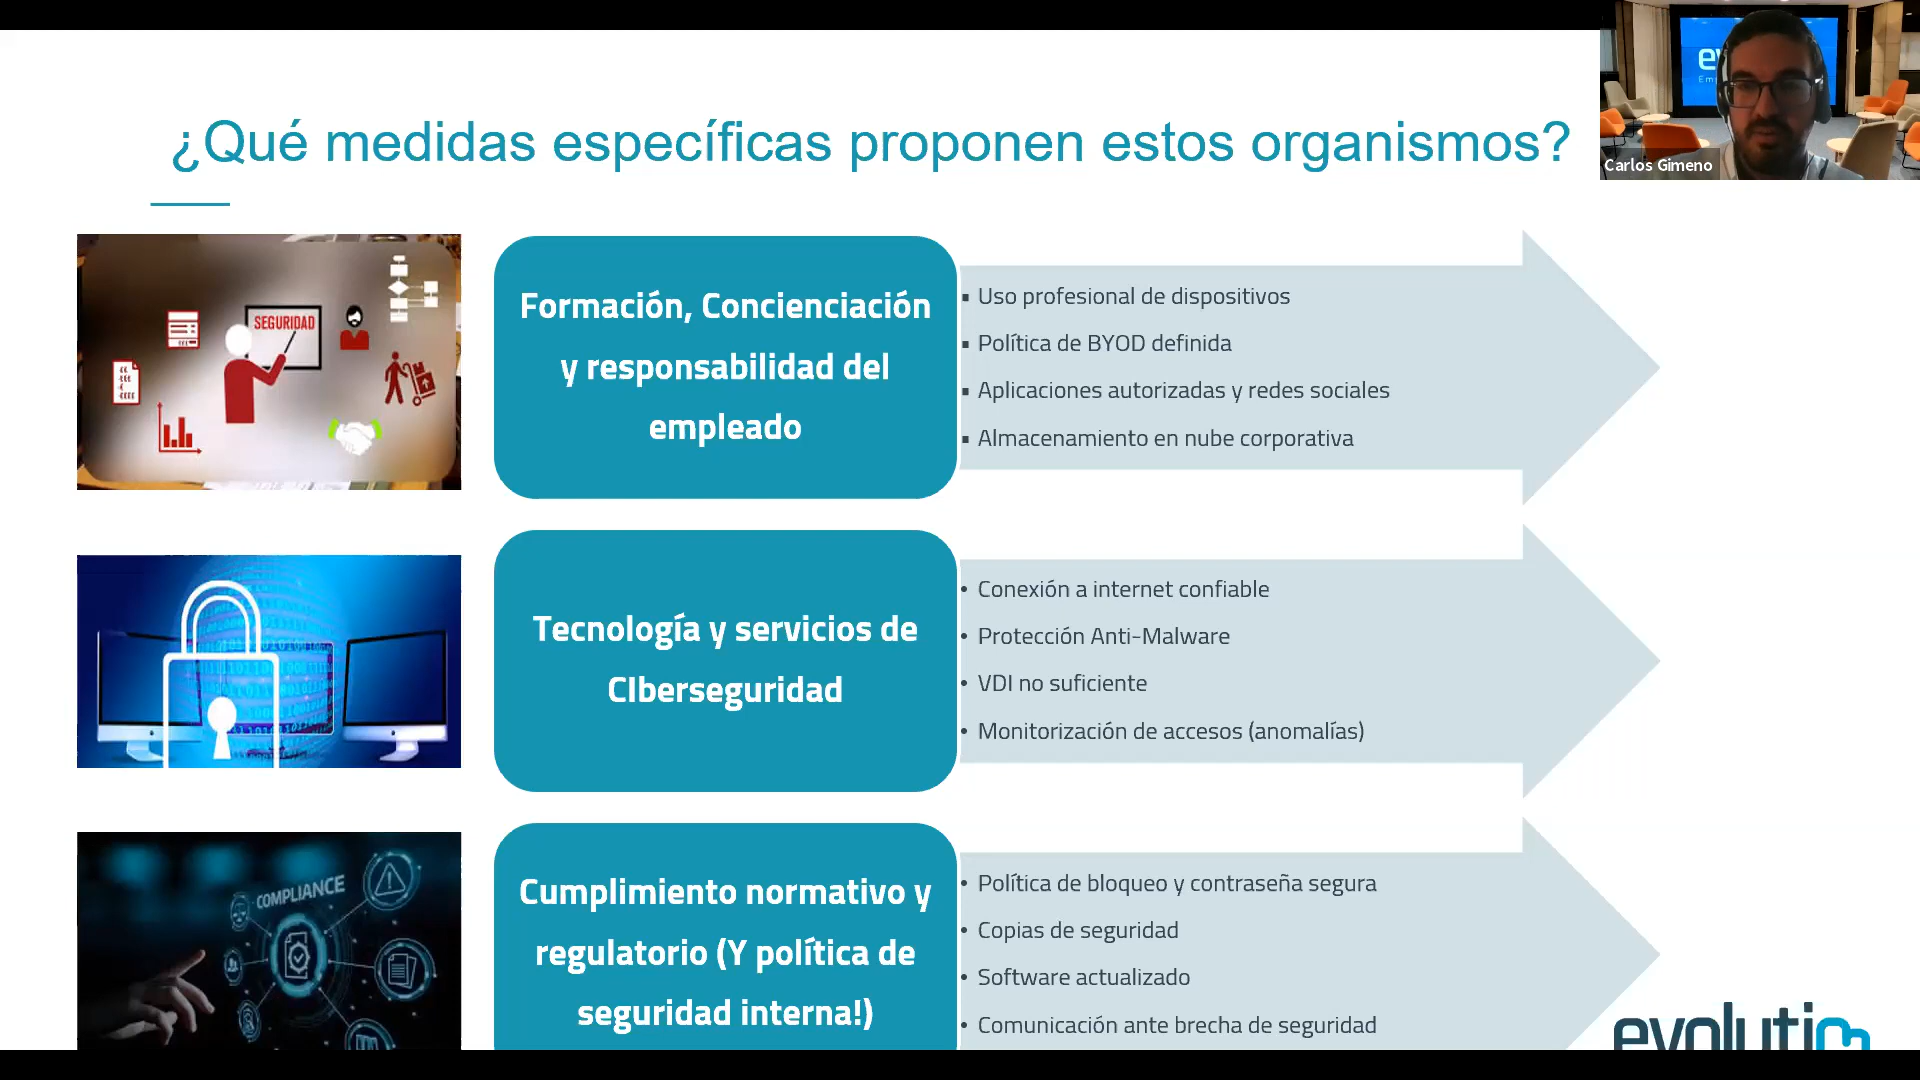 ¿Qué medidas específicas proponen estos organismos?
Carlos Gimeno
SEGURIDAD
Formación, Concienciación
y responsabilidad del
empleado
Uso profesional de dispositivos
Política de BYOD definida
Aplicaciones autorizadas y redes sociales
Almacenamiento en nube corporativa
Tecnología y servicios de
CIberseguridad
Conexión a internet confiable
Protección Anti-Malware
VDI no suficiente
Monitorización de accesos (anomalías)
COMPLIANCE
Cumplimiento normativo y
regulatorio (Y política de
seguridad interna!)
Política de bloqueo y contraseña segura
Copias de seguridad
Software actualizado
Comunicación ante brecha de seguridad
evolutio